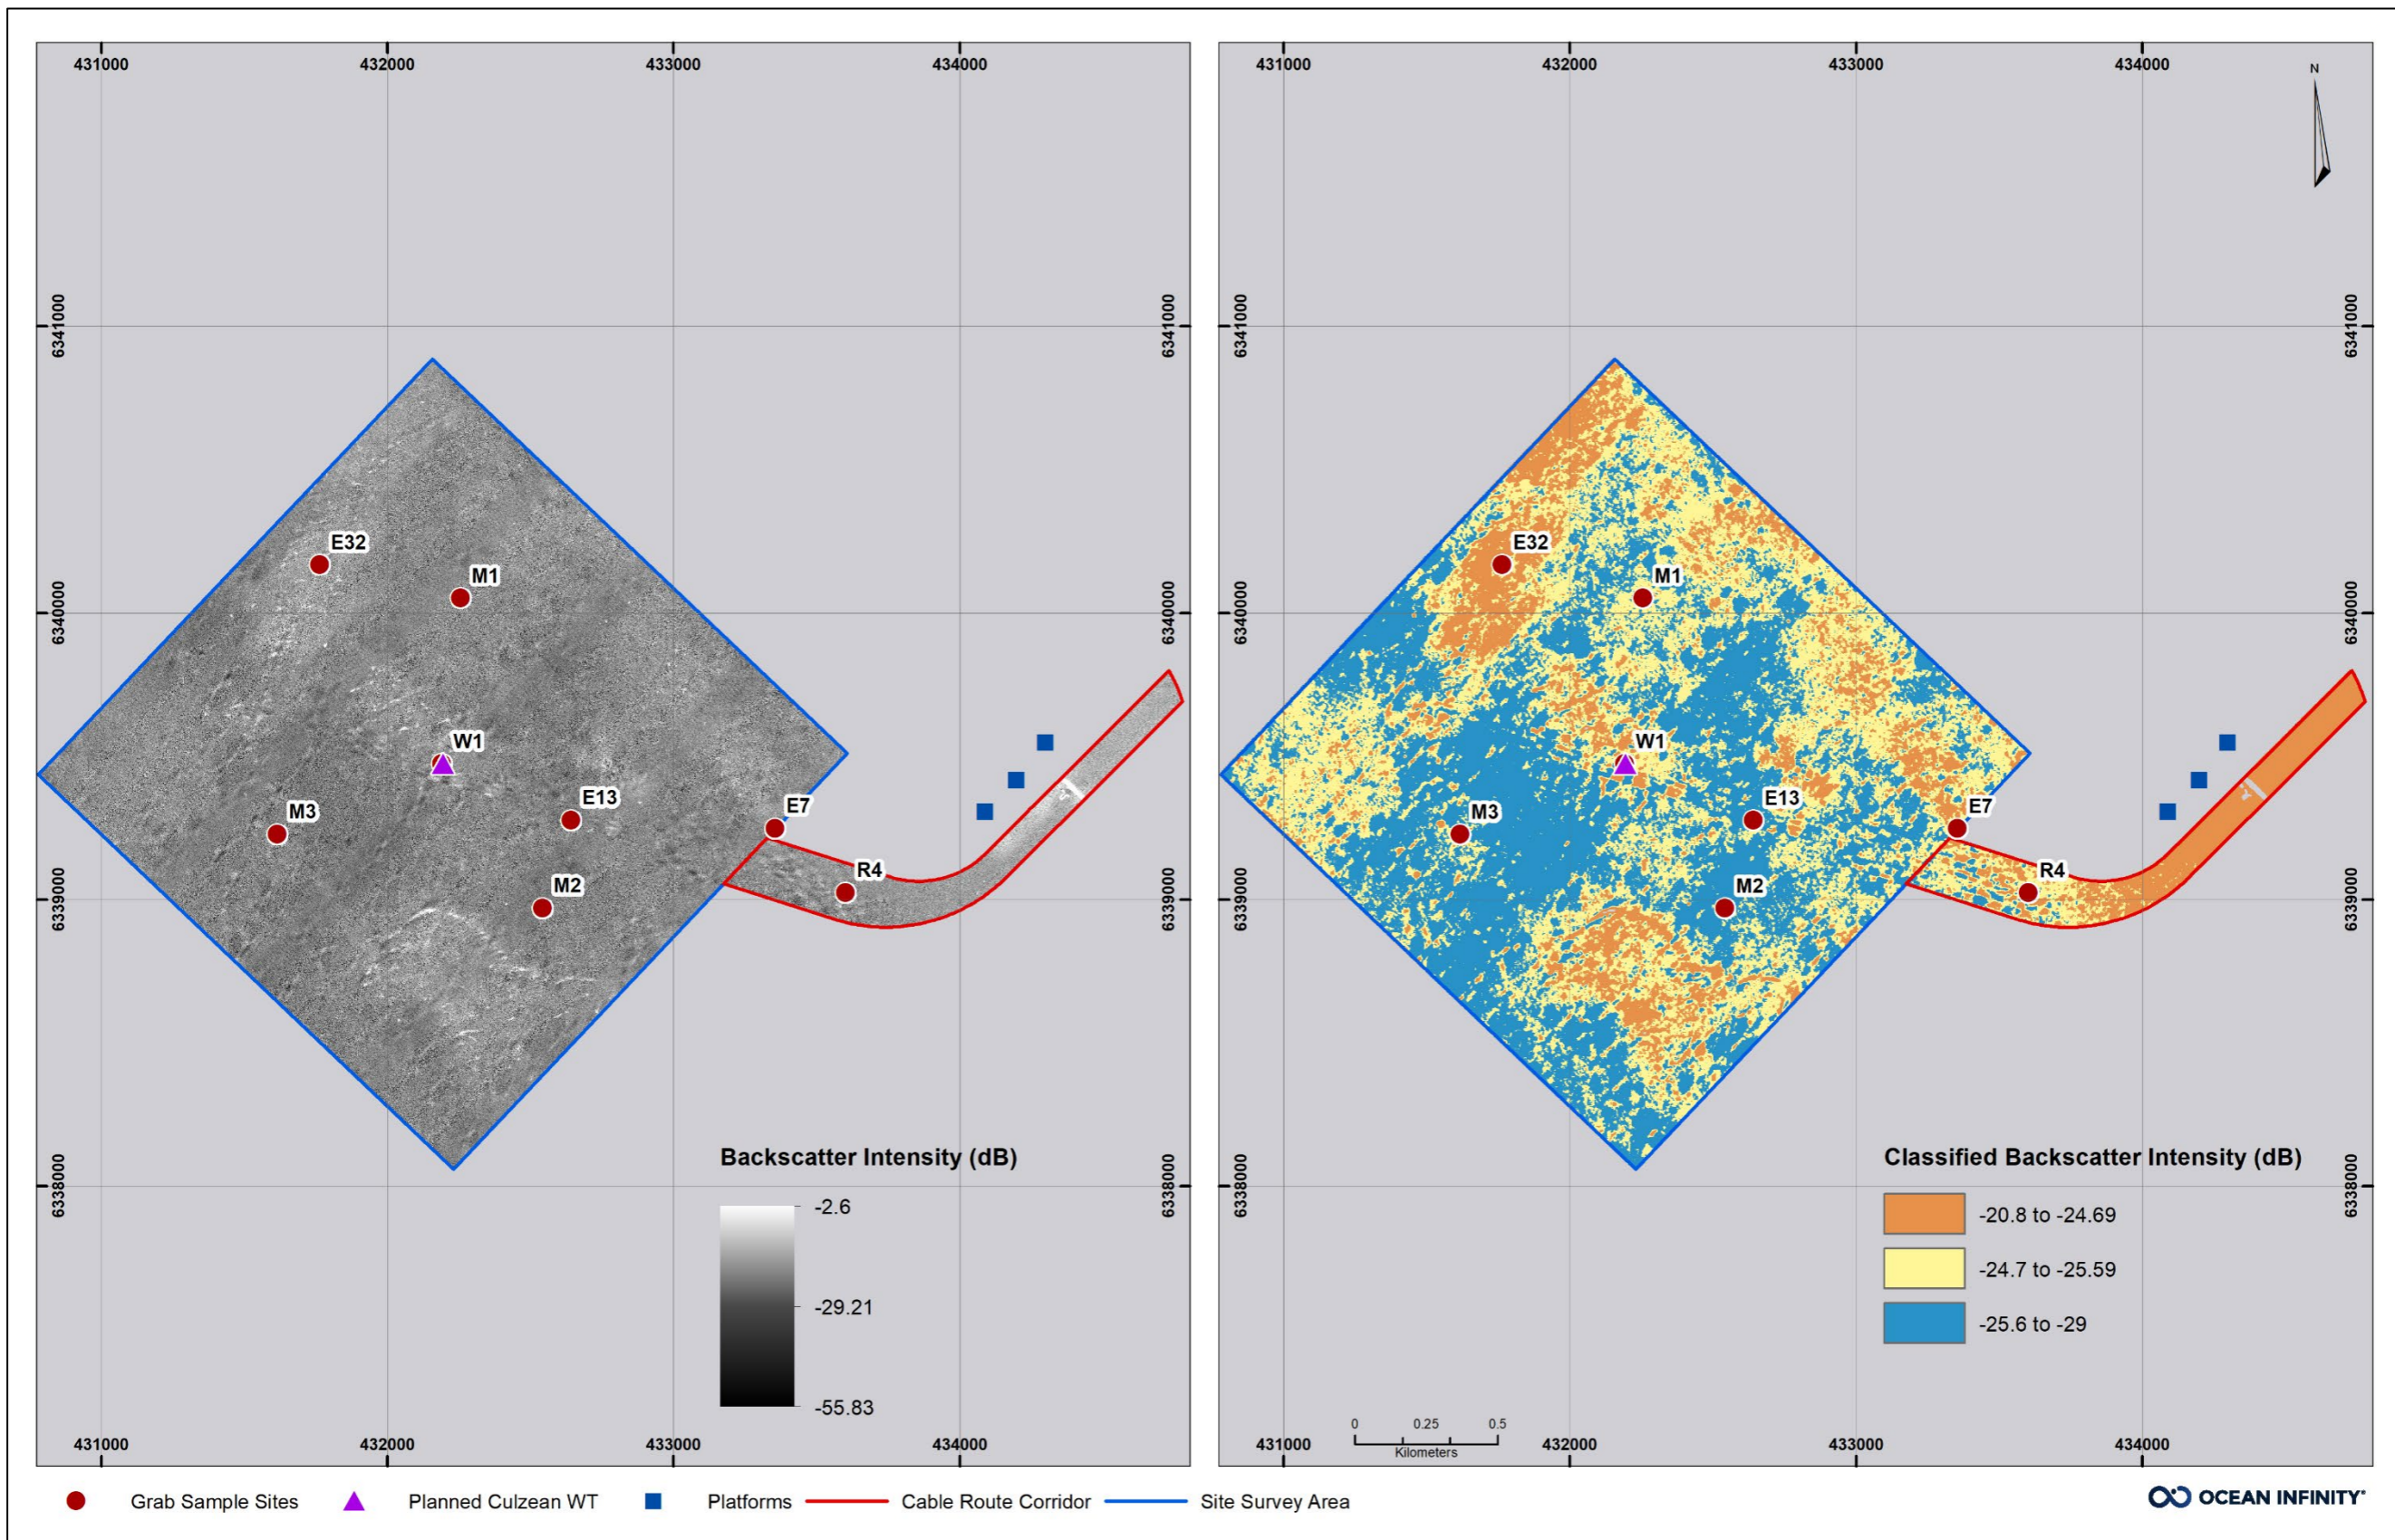 431000 432000 433000 434000
431000 432000 433000 434000
N
6341000 6341000 6341000 6341000
E32
M1
E32
M1
6340000 6340000 6340000 6340000
W1
E13
M3
E7
R4
M2
W1
E13
M3
E7
R4
M2
6339000 6339000 6339000 6339000
Backscatter Intensity (dB)
-2.6
-29.21
-55.83
Classified Backscatter Intensity (dB)
-20.8 to -24.69
-24.7 to -25.59
-25.6 to -29
6338000 6338000 6338000 6338000
0 0.25 0.5
Kilometers
431000 432000 433000 434000
431000 432000 433000 434000
Grab Sample Sites Planned Culzean WT Platforms Cable Route Corridor Site Survey Area
OCEAN INFINITY®